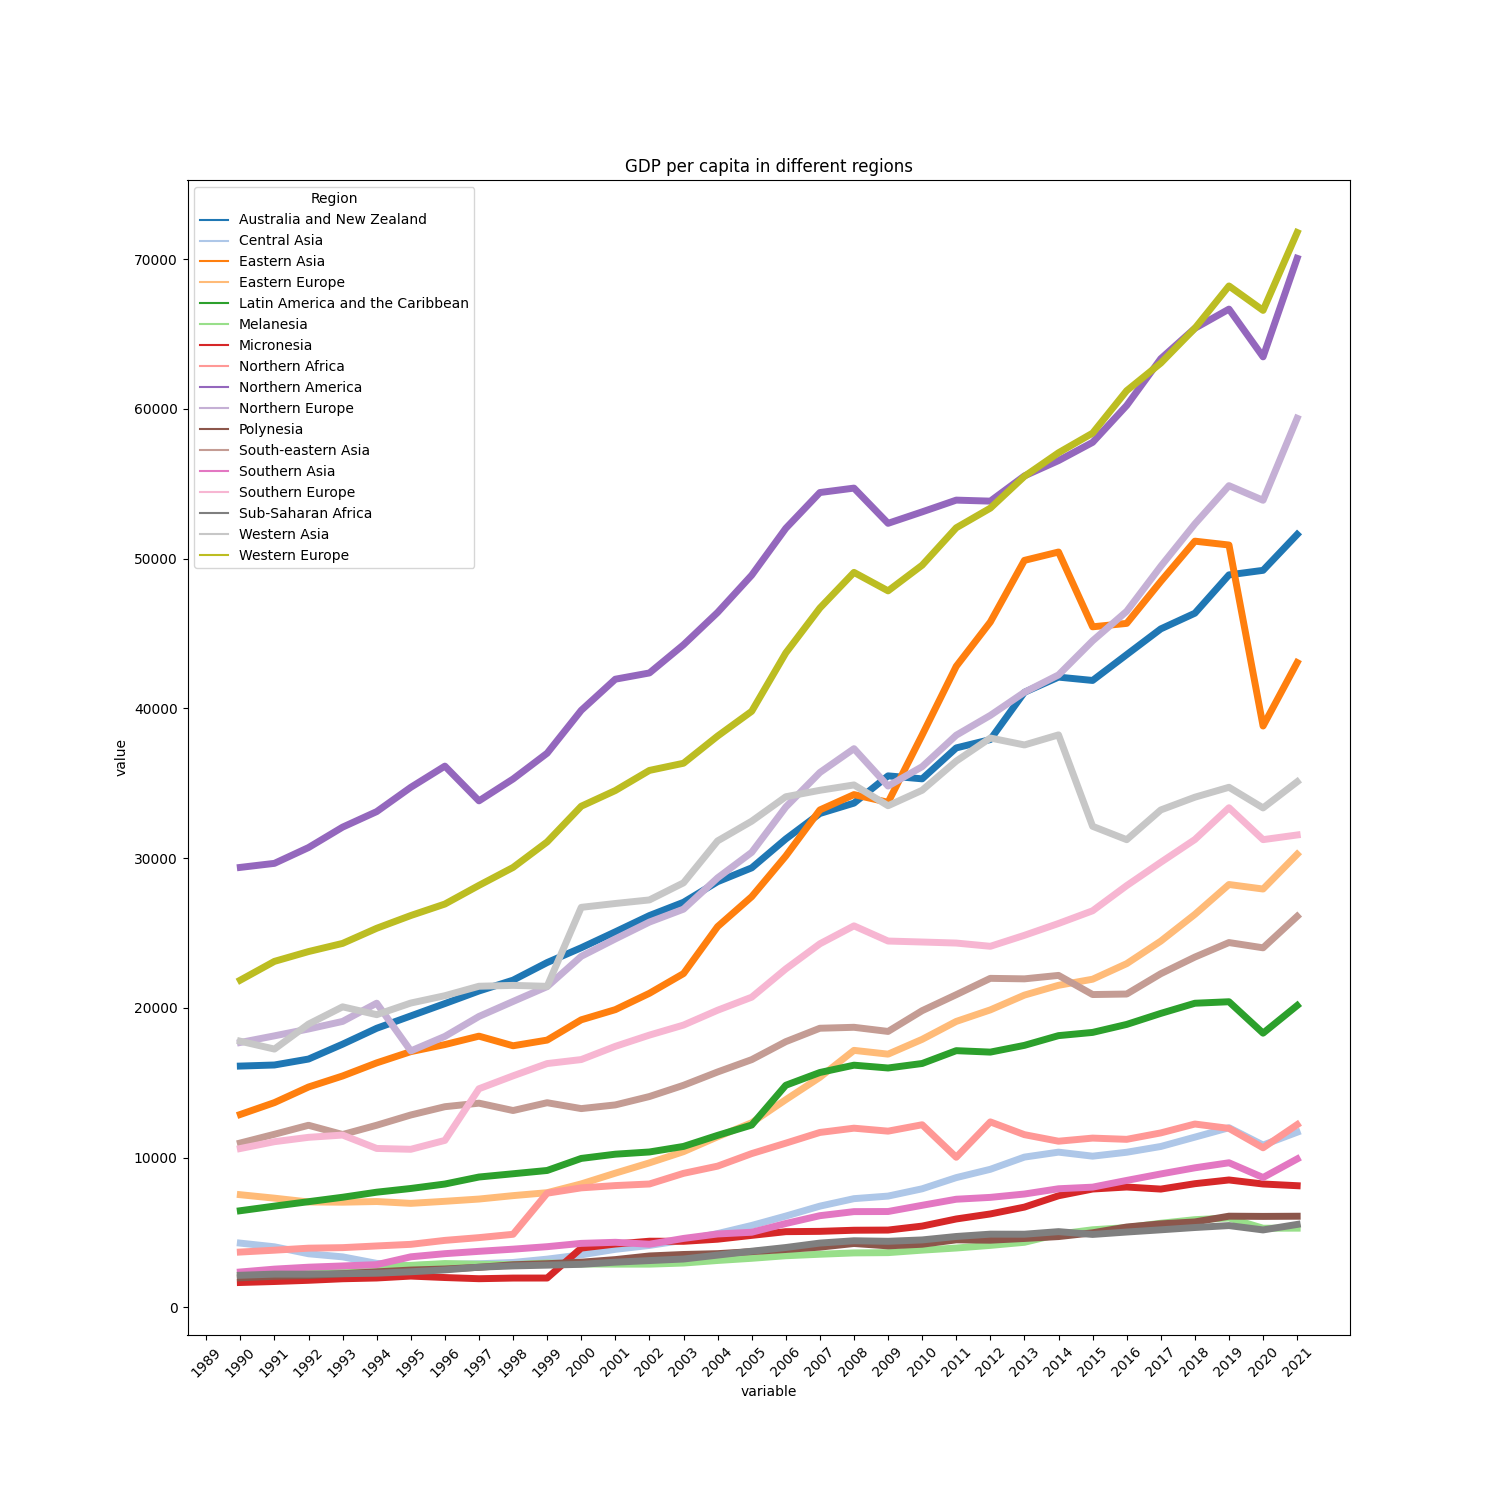 GDP per capita in different regions
Region
Australia and New Zealand
Central Asia
Eastern Asia
Eastern Europe
Latin America and the Caribbean
Melanesia
Micronesia
Northern Africa
Northern America
Northern Europe
Polynesia
South-eastern Asia
Southern Asia
Southern Europe
Sub-Saharan Africa
Western Asia
Western Europe
70000
60000
50000
40000
30000
20000
10000
0
value
1989 1990 1991 1992 1993 1994 1995 1996 1997 1998 1999 2000 2001 2002 2003 2004 2005 2006 2007 2008 2009 2010 2011 2012 2013 2014 2015 2016 2017 2018 2019 2020 2021
variable